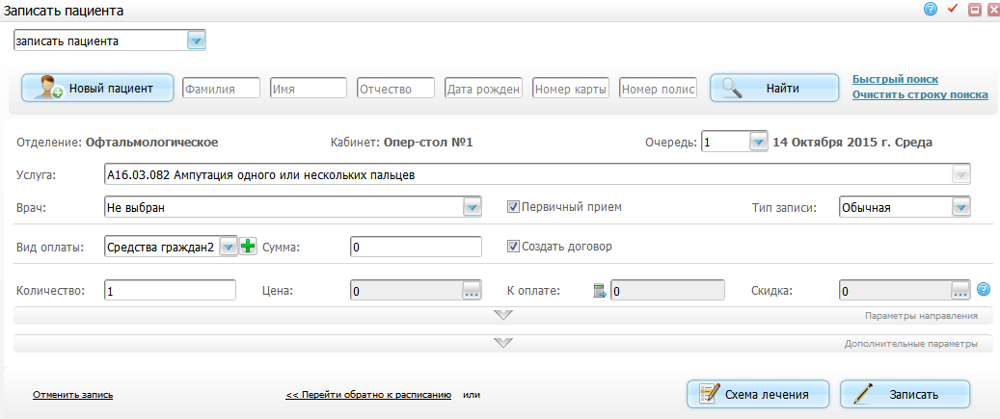 Записать пациента
записать пациента
Новый пациент Фамилия Имя Отчество Дата рожден Номер карты Номер полис Найти Быстрый поиск
Очистить строку поиска
Отделение: Офтальмологическое Кабинет: Опер-стол №1 Очередь: 1 14 Октября 2015 г. Среда
Услуга: A16.03.082 Ампутация одного или нескольких пальцев
Врач: Не выбран Первичный прием Тип записи: Обычная
Вид оплаты: Средства граждан2 Сумма: 0 Создать договор
Количество: 1 Цена: 0 ... К оплате: 0 Скидка: 0 ...
Параметры направления
Дополнительные параметры
Отменить запись << Перейти обратно к расписанию или Схема лечения Записать